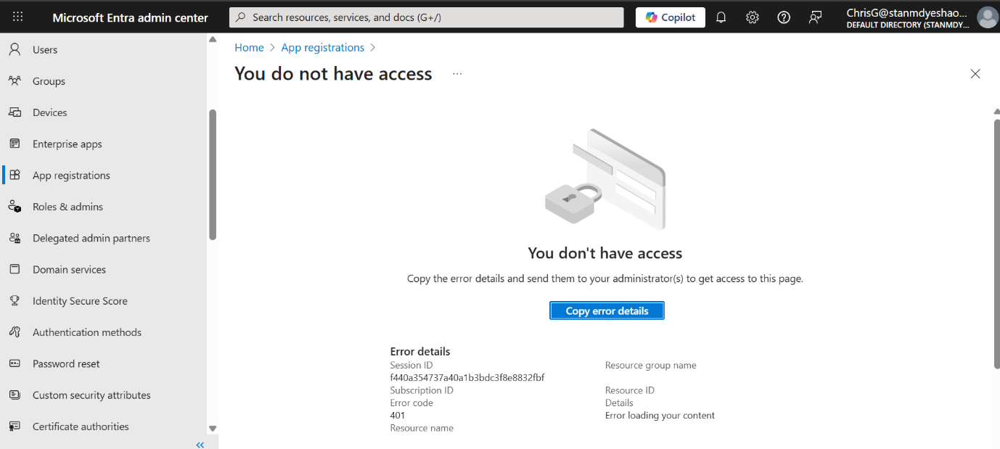 Microsoft Entra admin center
Search resources, services, and docs (G+/)
Copilot
ChrisG@stanmdyeshao...
DEFAULT DIRECTORY (STANMDY...
Users
Groups
Devices
Enterprise apps
App registrations
Roles & admins
Delegated admin partners
Domain services
Identity Secure Score
Authentication methods
Password reset
Custom security attributes
Certificate authorities
Home > App registrations >
You do not have access ...
You don't have access
Copy the error details and send them to your administrator(s) to get access to this page.
Copy error details
Error details
Session ID
f440a354737a40a1b3bdc3f8e8832fbf
Subscription ID
Error code
401
Resource name
Resource group name
Resource ID
Details
Error loading your content